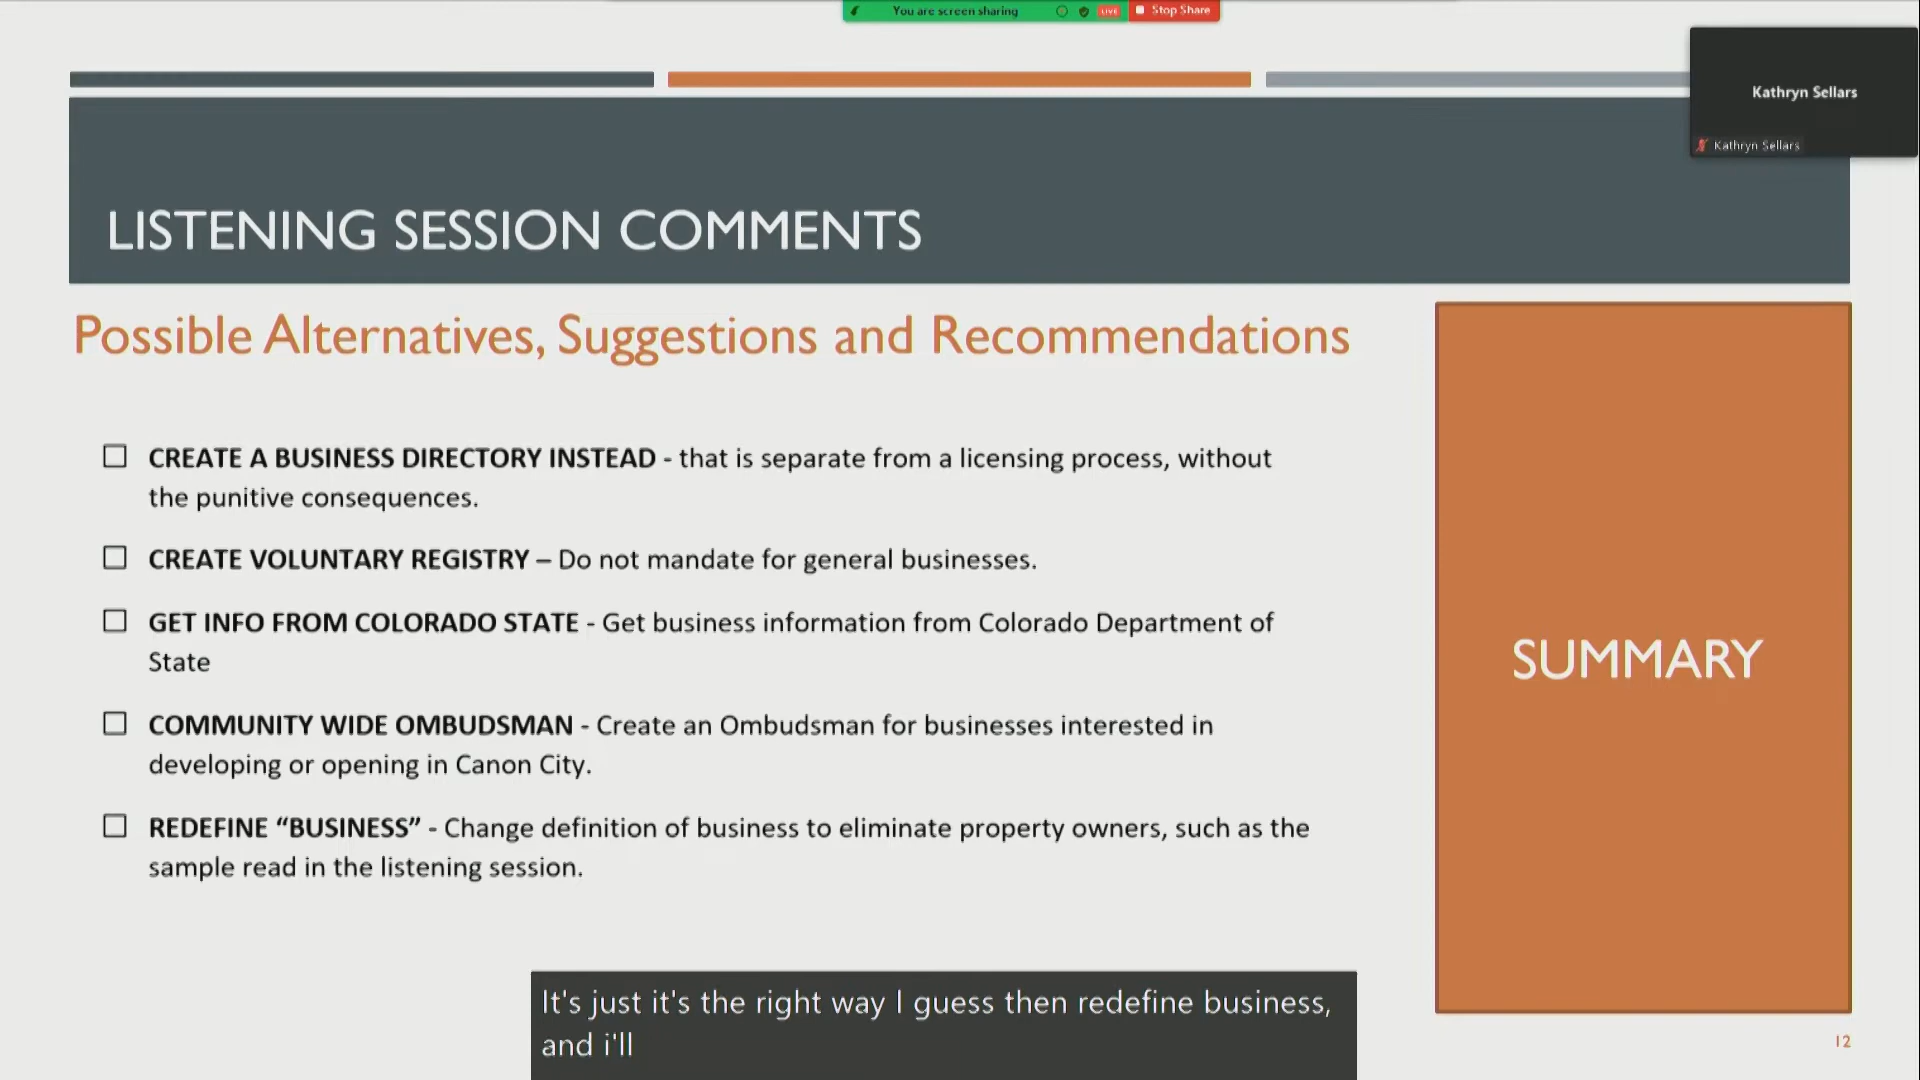 You are screen sharing
LIVE
Stop Share
Kathryn Sellars
Kathryn Sellars
LISTENING SESSION COMMENTS
Possible Alternatives, Suggestions and Recommendations
CREATE A BUSINESS DIRECTORY INSTEAD - that is separate from a licensing process, without
the punitive consequences.
CREATE VOLUNTARY REGISTRY – Do not mandate for general businesses.
GET INFO FROM COLORADO STATE - Get business information from Colorado Department of
State
COMMUNITY WIDE OMBUDSMAN - Create an Ombudsman for businesses interested in
developing or opening in Canon City.
REDEFINE “BUSINESS” - Change definition of business to eliminate property owners, such as the
sample read in the listening session.
SUMMARY
It's just it's the right way I guess then redefine business,
and i'll
12